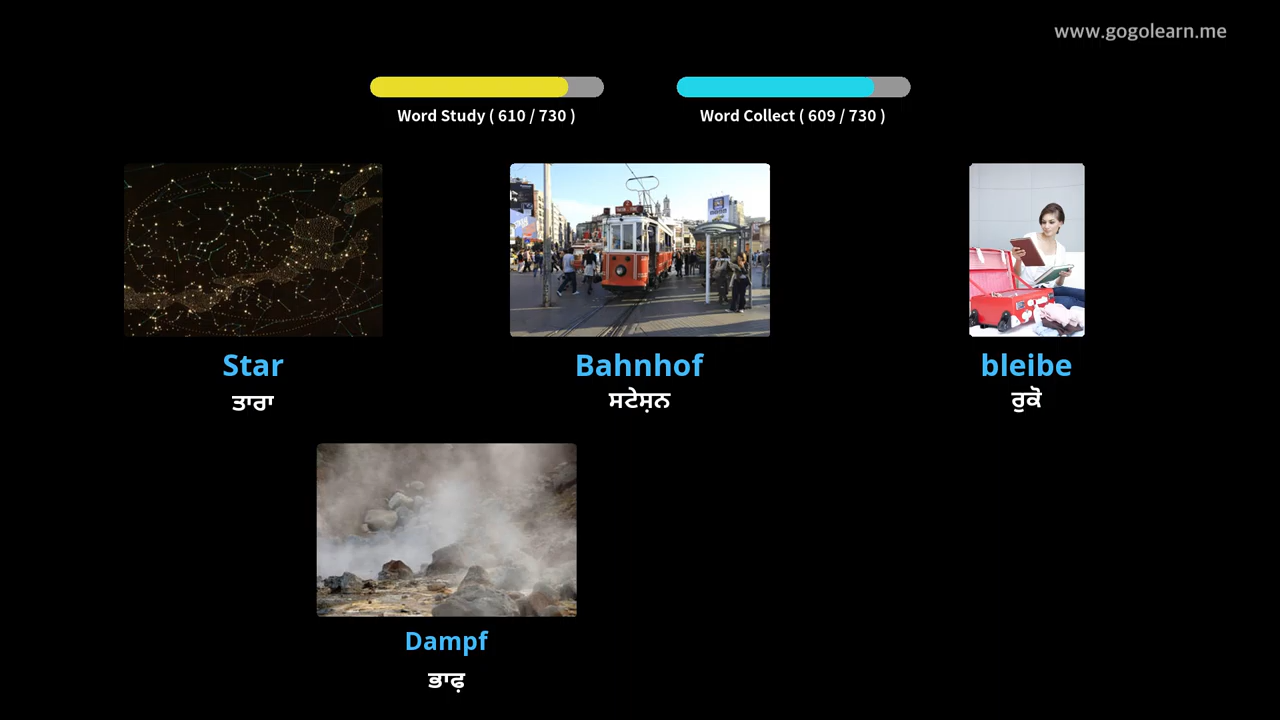 www.gogolearn.me
Word Study ( 610 / 730 )
Word Collect ( 609 / 730 )
Star
ਤਾਰਾ
Bahnhof
ਸਟੇਸ਼ਨ
bleibe
ਰੁਕੋ
Dampf
ਭਾਫ਼